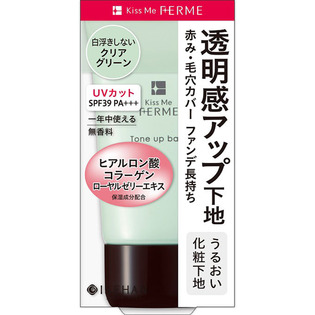 Kiss Me FERME
白浮きしない
クリア
グリーン
UVカット
SPF39 PA+++
一年中使える
無香料
Kiss Me
FERME
Tone up ba
ヒアルロン酸
コラーゲン
ローヤルゼリーエキス
保湿成分配合
透明感アップ下地
赤み・毛穴カバー ファンデ長持ち
うるおい
化粧下地